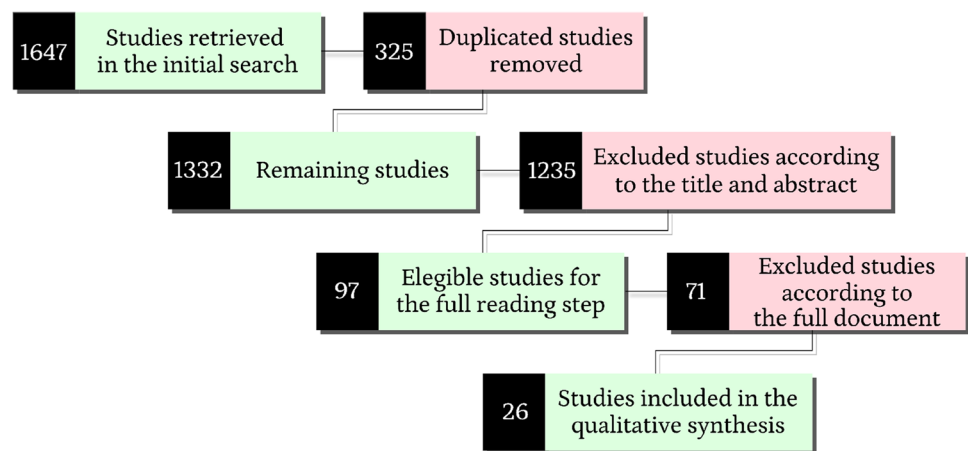 1647
Studies retrieved
in the initial search
325
Duplicated studies
removed
1332
Remaining studies
1235
Excluded studies according
to the title and abstract
97
Elegible studies for
the full reading step
71
Excluded studies
according to
the full document
26
Studies included in the
qualitative synthesis